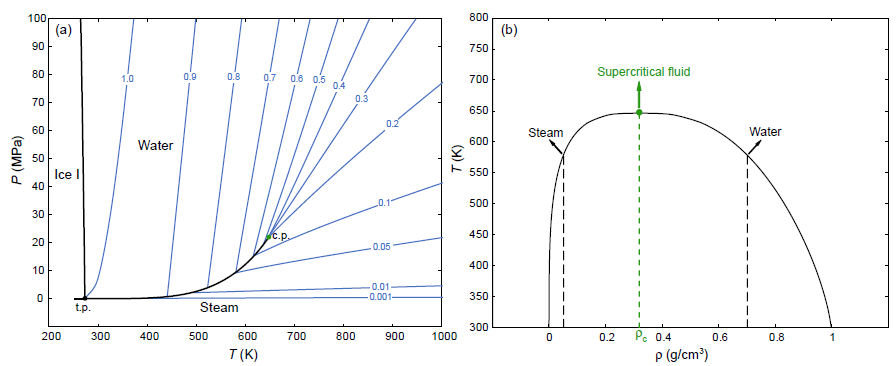 (a)
P (MPa)
100
90
80
70
60
50
40
30
20
10
0
1.0
0.9
0.8
0.7
0.6
0.5
0.4
0.3
0.2
0.1
0.05
0.01
0.001
Ice I
Water
c.p.
t.p.
Steam
200 300 400 500 600 700 800 900 1000
T (K)
(b)
T (K)
800
750
700
650
600
550
500
450
400
350
300
Supercritical fluid
Steam
Water
0 0.2 0.4 0.6 0.8 1
ρc
ρ (g/cm³)